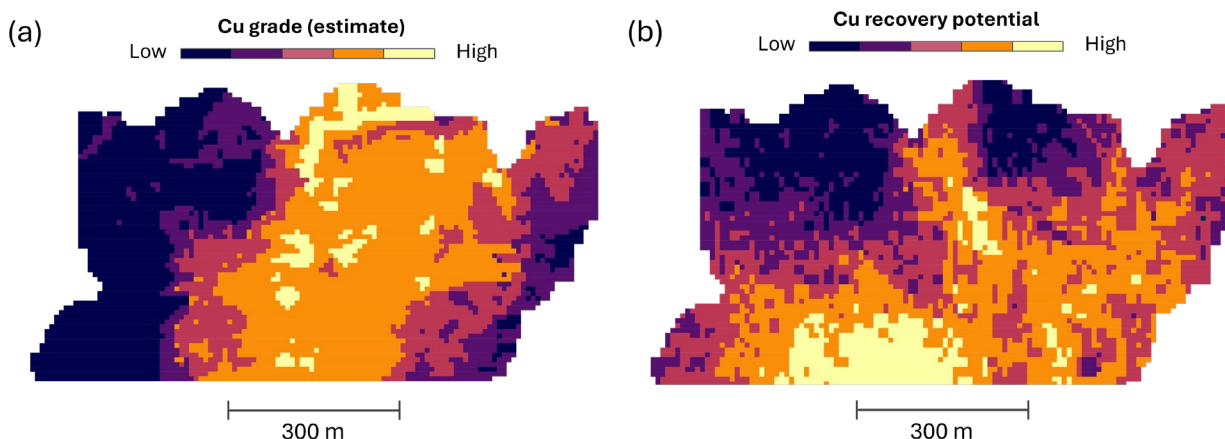 (a)
Cu grade (estimate)
Low
High
300 m
(b)
Cu recovery potential
Low
High
300 m